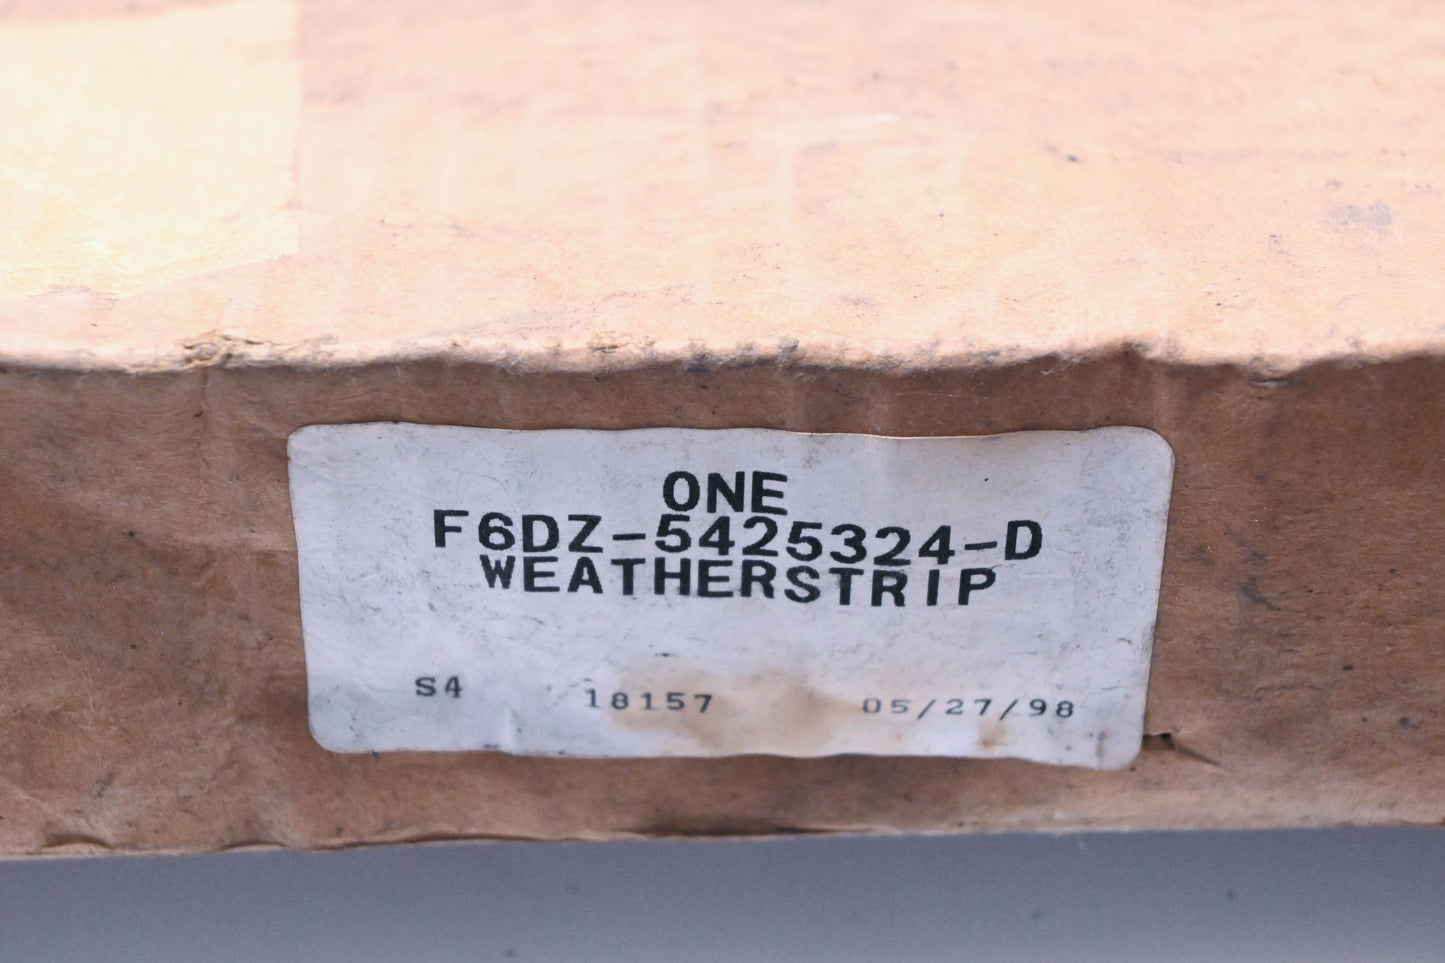 ONE
F6DZ-5425324-D
WEATHERSTRIP
S4 18157 05/27/98